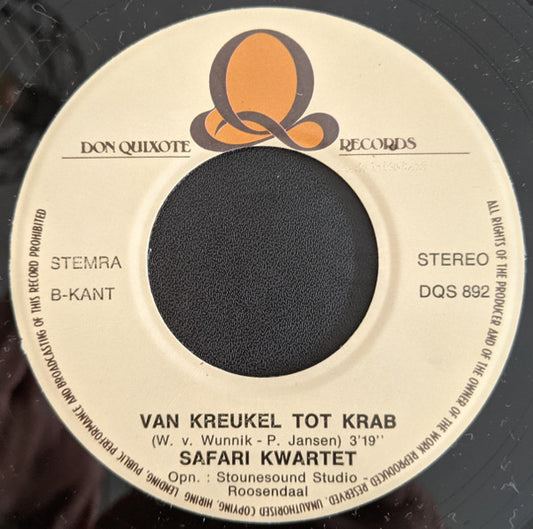 DON QUIXOTE RECORDS
STEMRA
B-KANT
STEREO
DQS 892
VAN KREUKEL TOT KRAB
(W. v. Wunnik - P. Jansen) 3'19''
SAFARI KWARTET
Opn. : Stounesound Studio -
Roosendaal
ALL RIGHTS OF THE PRODUCER AND OF THE OWNER OF THE WORK REPRODUCED, RESERVED. UNAUTHORISED COPYING, HIRING, LENDING, PUBLIC PERFORMANCE AND BROADCASTING OF THIS RECORD PROHIBITED